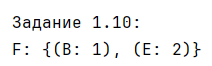 Задание 1.10:
F: {(B: 1), (E: 2)}